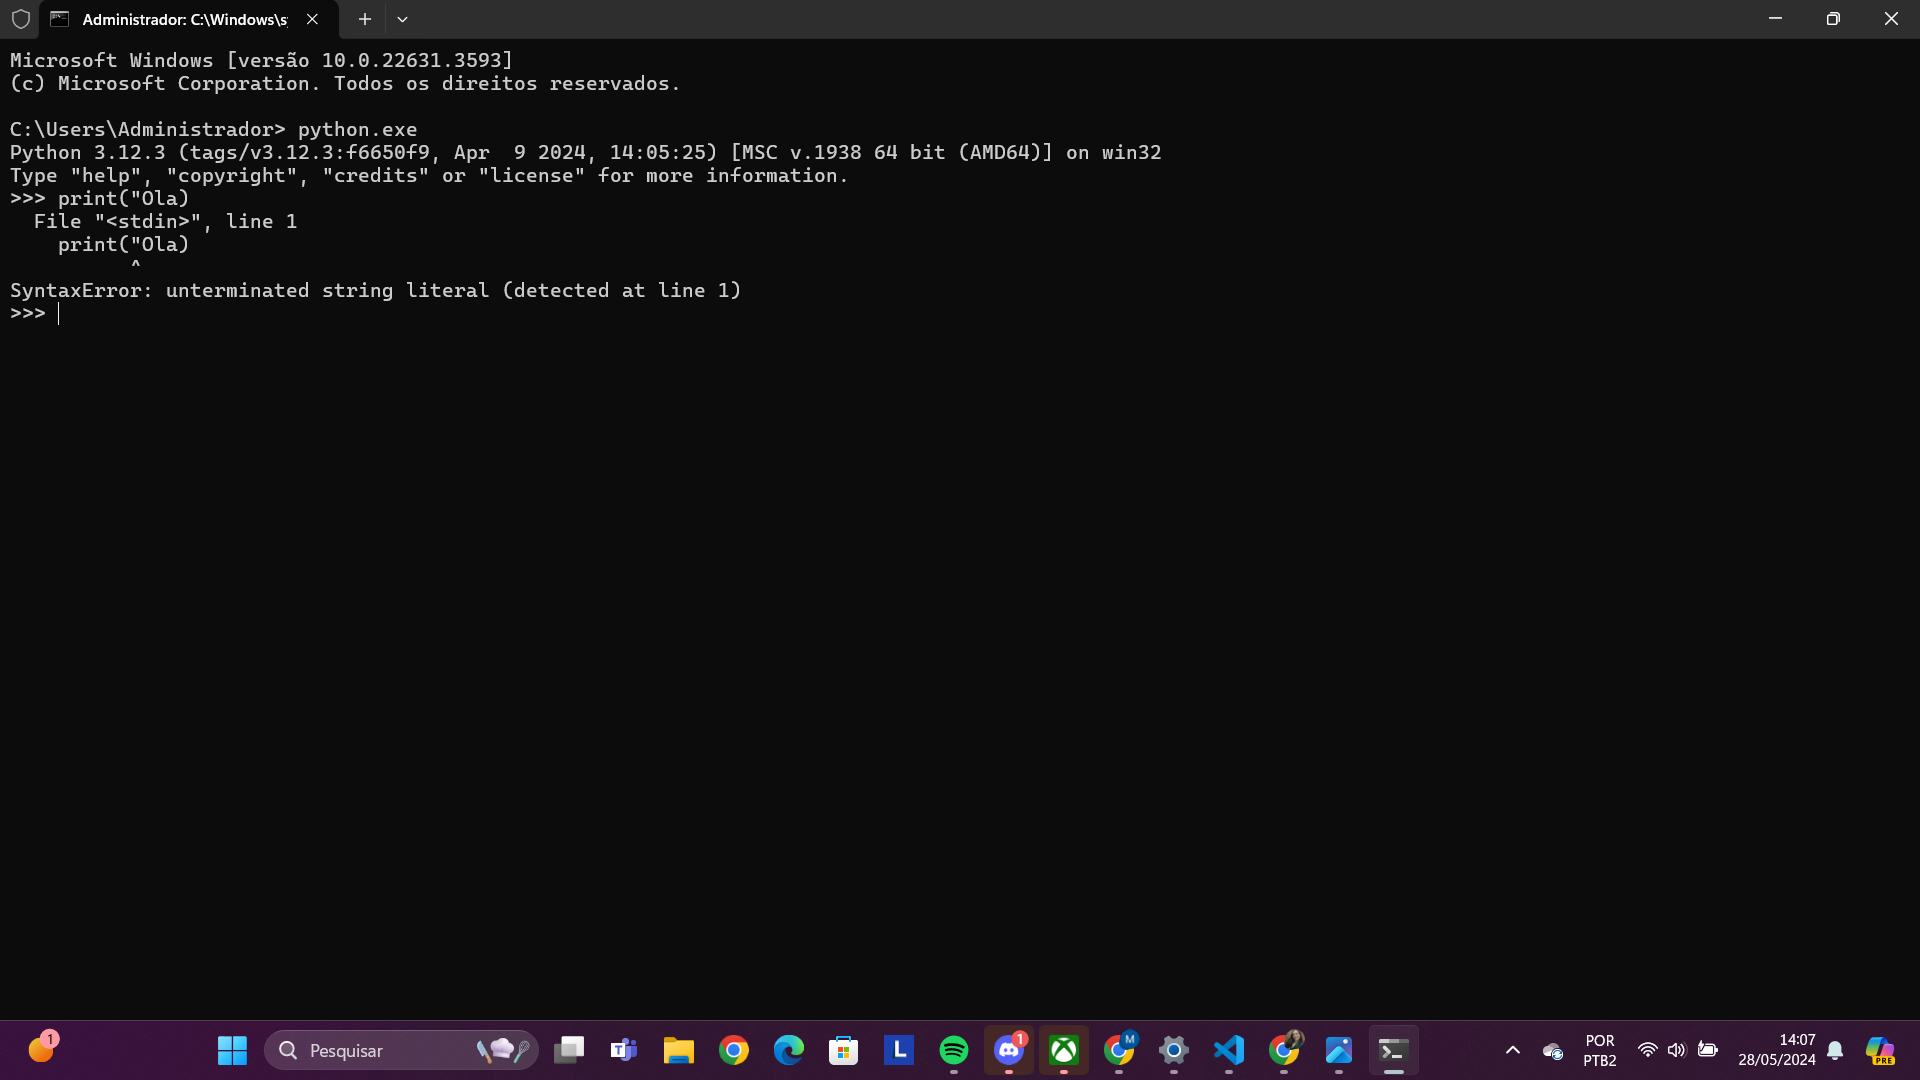 Administrador: C:\Windows\s
Microsoft Windows [versão 10.0.22631.3593]
(c) Microsoft Corporation. Todos os direitos reservados.
C:\Users\Administrador> python.exe
Python 3.12.3 (tags/v3.12.3:f6650f9, Apr  9 2024, 14:05:25) [MSC v.1938 64 bit (AMD64)] on win32
Type "help", "copyright", "credits" or "license" for more information.
>>> print("Ola)
  File "<stdin>", line 1
    print("Ola)
          ^
SyntaxError: unterminated string literal (detected at line 1)
>>>
1
Pesquisar
L
1
M
POR
PTB2
14:07
28/05/2024
PRE